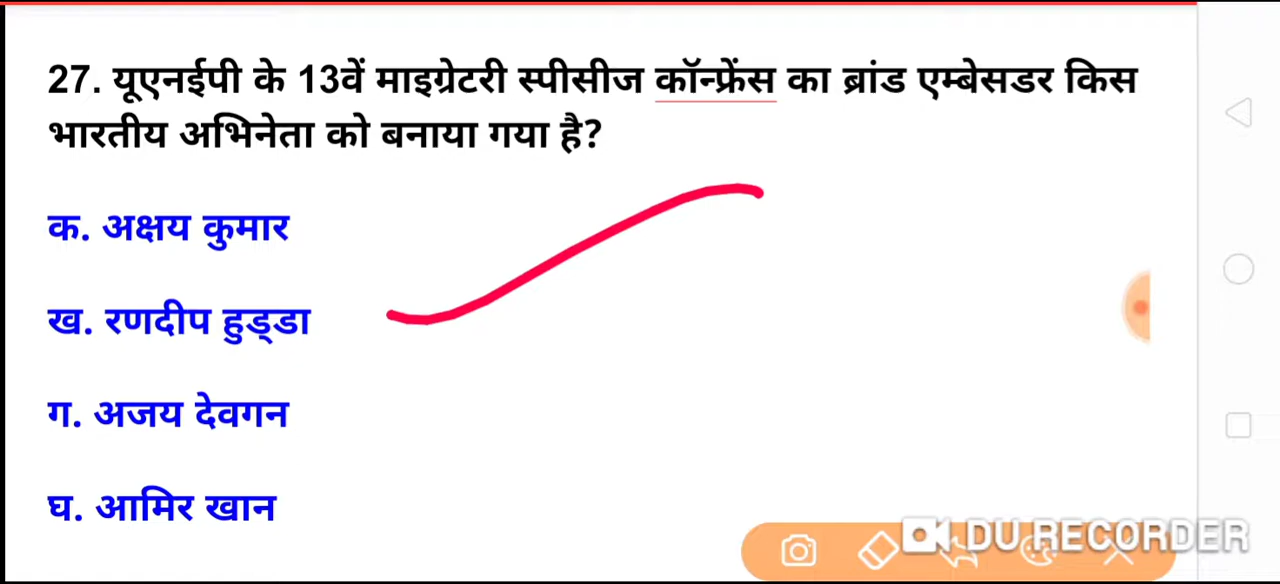 27. यूएनईपी के 13वें माइग्रेटरी स्पीसीज कॉन्फ्रेंस का ब्रांड एम्बेसडर किस
भारतीय अभिनेता को बनाया गया है?
क. अक्षय कुमार
ख. रणदीप हुड्डा
ग. अजय देवगन
घ. आमिर खान
DU RECORDER